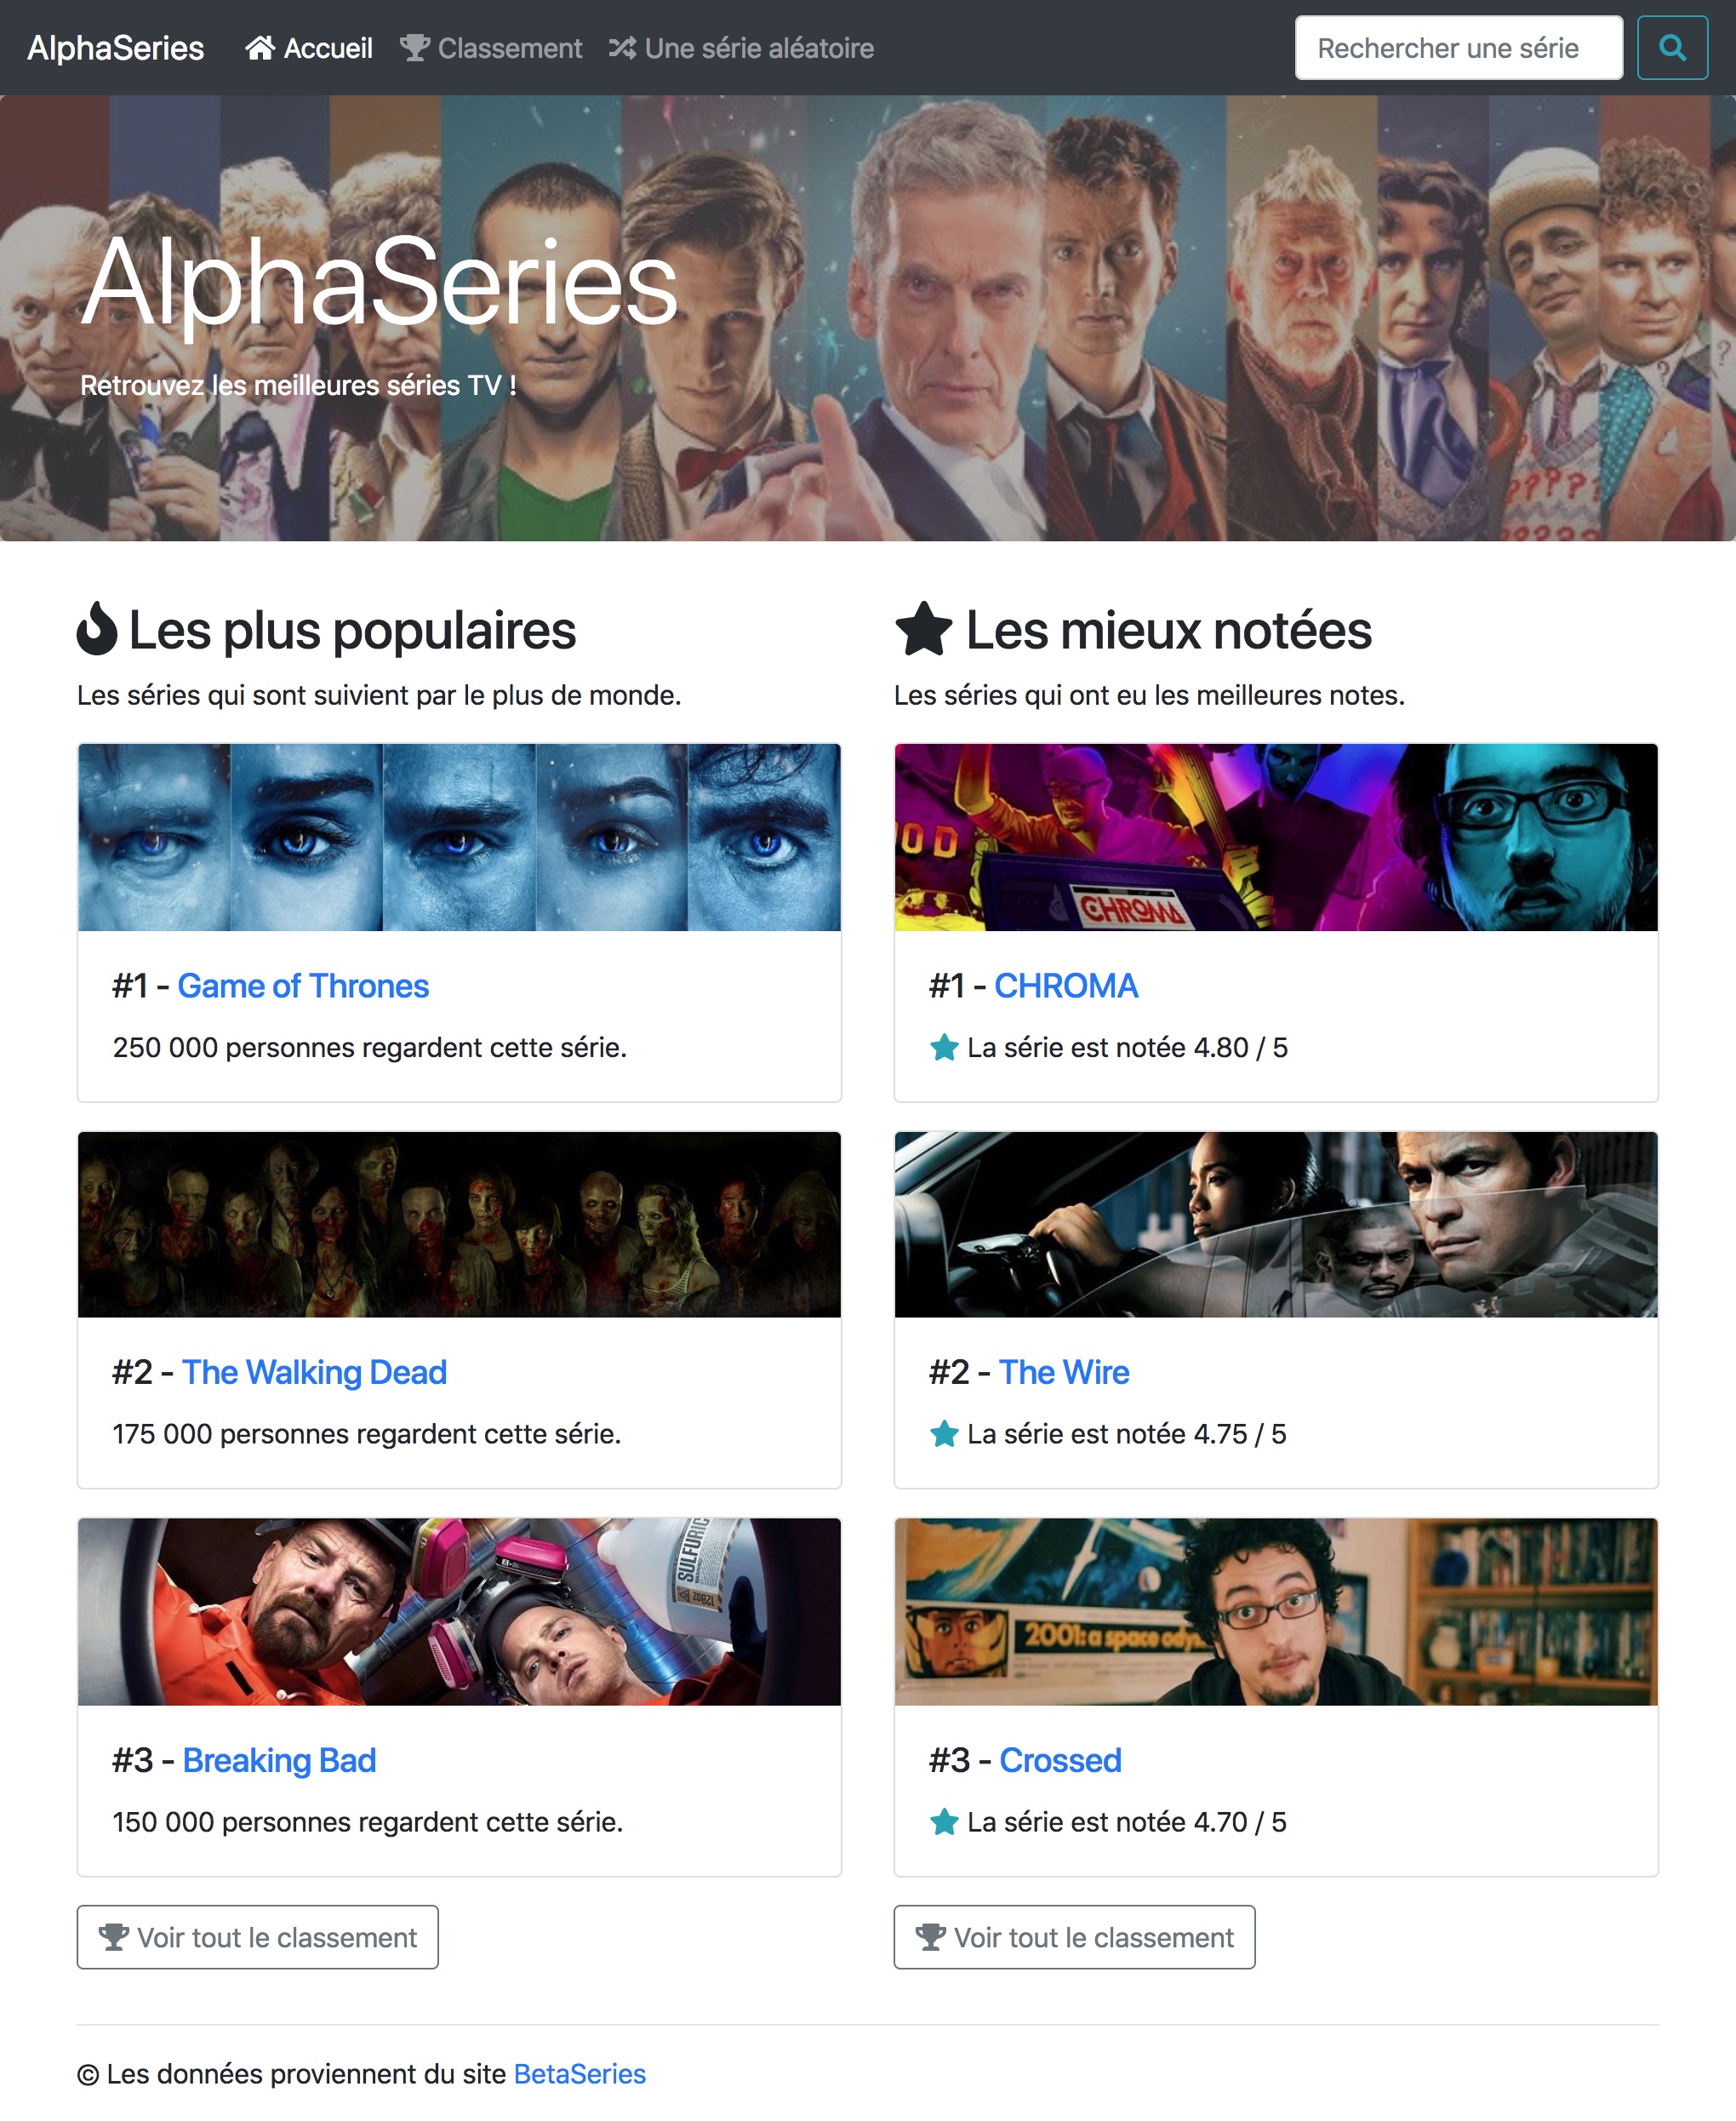 AlphaSeries Accueil Classement Une série aléatoire Rechercher une série
AlphaSeries
Retrouvez les meilleures séries TV !
????
????
?
Les plus populaires
Les séries qui sont suivient par le plus de monde.
#1 - Game of Thrones
250 000 personnes regardent cette série.
#2 - The Walking Dead
175 000 personnes regardent cette série.
SULFURIC
#3 - Breaking Bad
150 000 personnes regardent cette série.
Voir tout le classement
Les mieux notées
Les séries qui ont eu les meilleures notes.
CHROMA
#1 - CHROMA
La série est notée 4.80 / 5
#2 - The Wire
La série est notée 4.75 / 5
2001: a space odys
#3 - Crossed
La série est notée 4.70 / 5
Voir tout le classement
© Les données proviennent du site BetaSeries